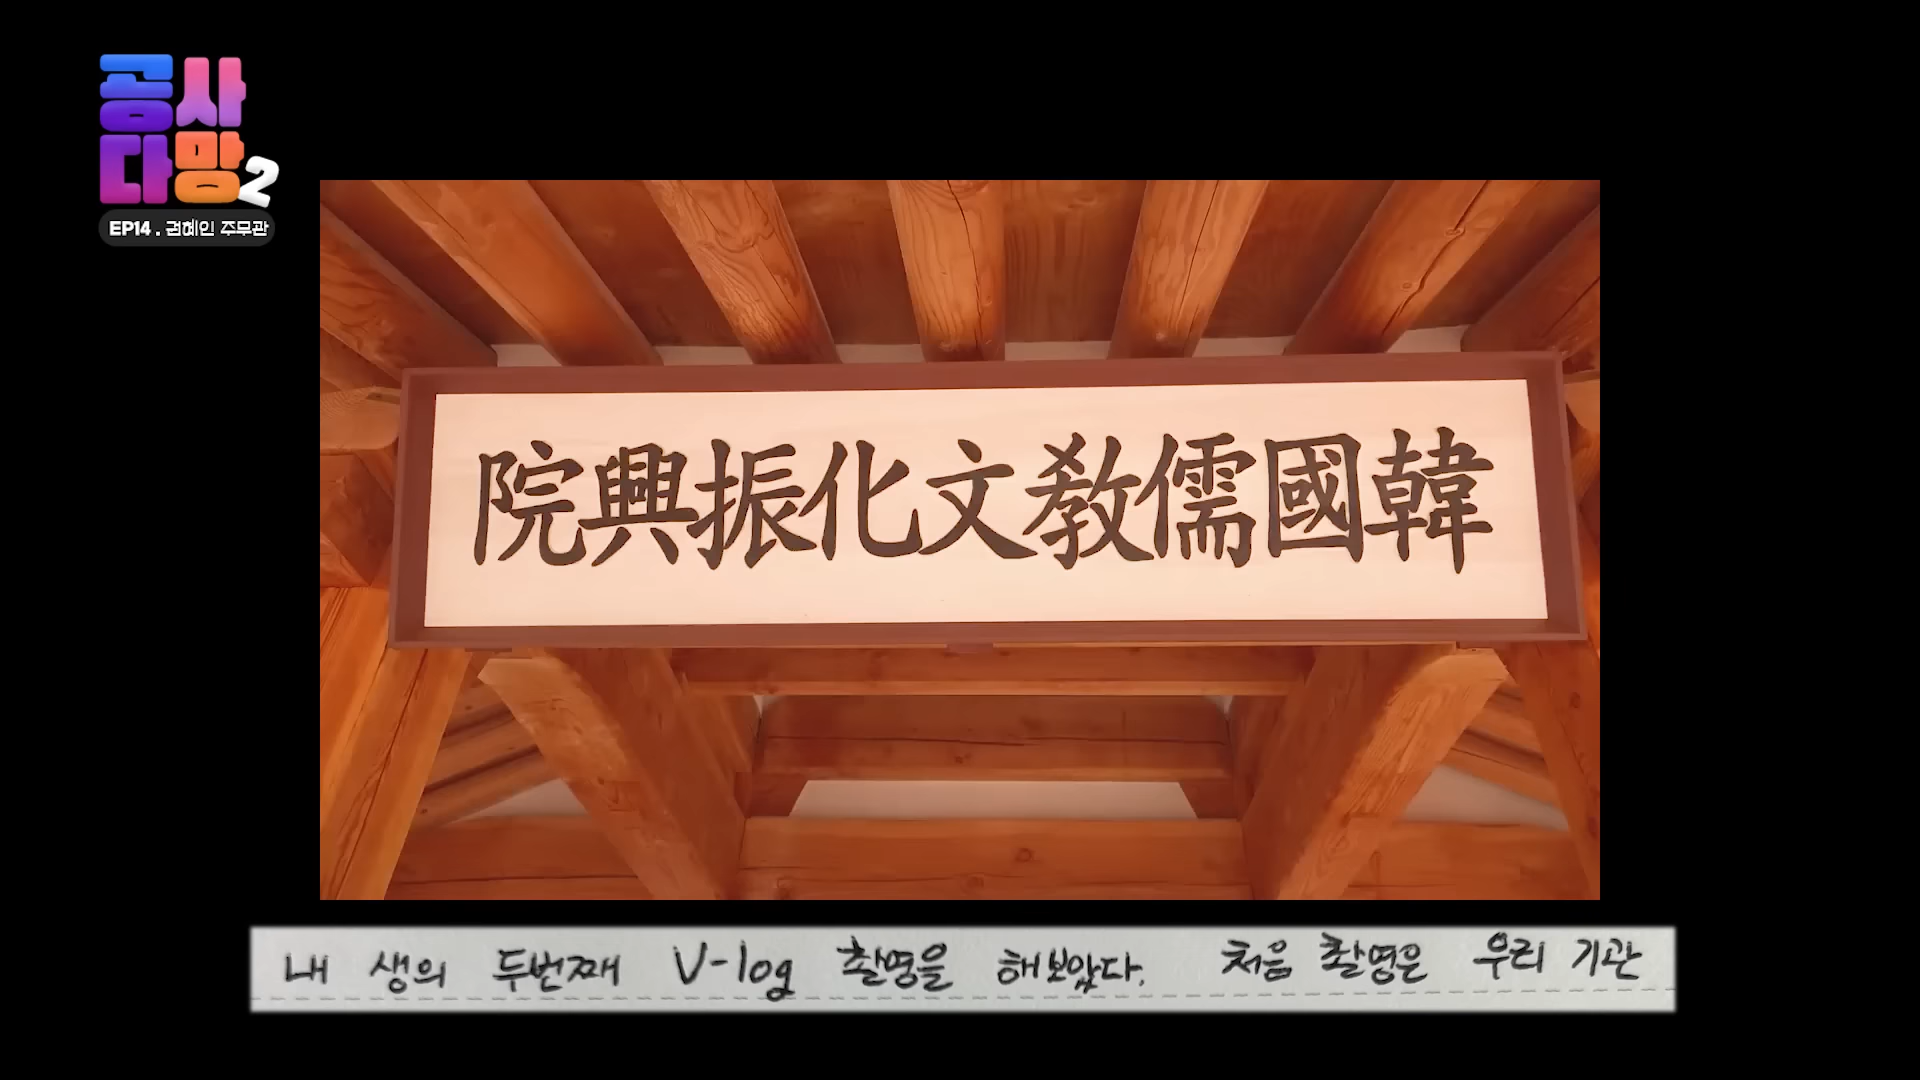 공사
다망2
EP14. 권혜인 주무관
韓國儒敎文化振興院
내 생의 두번째 V-log 촬영을 해보았다. 처음 촬영은 우리 기관